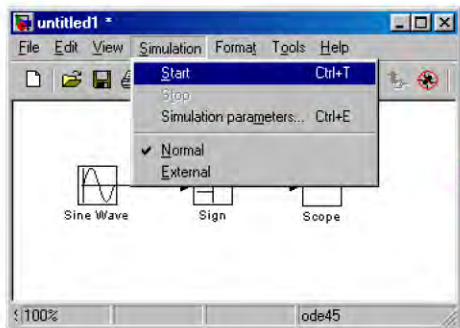 untitled1 *
File Edit View Simulation Format Tools Help
Start Ctrl+T
Stop
Simulation parameters... Ctrl+E
✔ Normal
External
Sine Wave Sign Scope
100% ode45